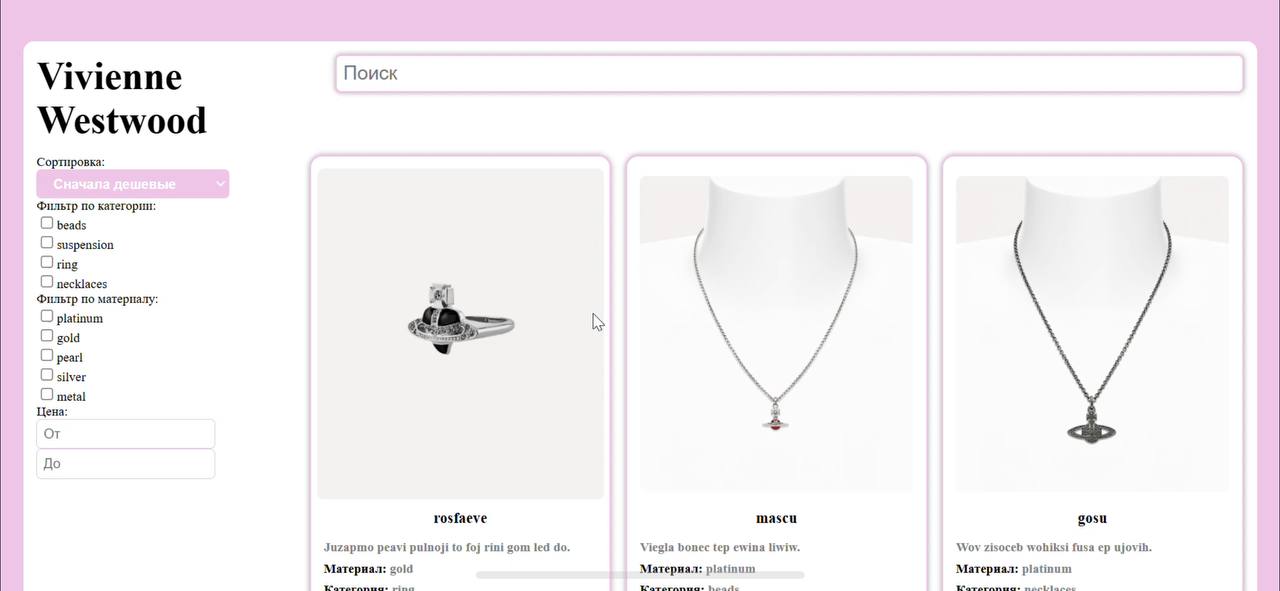 Vivienne
Westwood
Поиск
Сортировка:
Сначала дешевые
Фильтр по категории:
beads
suspension
ring
necklaces
Фильтр по материалу:
platinum
gold
pearl
silver
metal
Цена:
От
До
rosfaeve
Juzapmo peavi pulnoji to foj rini gom led do.
Материал: gold
Категория: ring
mascu
Viegla bonec tep ewina liwiw.
Материал: platinum
Категория: beads
gosu
Wov zisoceb wohiksi fusa ep ujovih.
Материал: platinum
Категория: necklaces